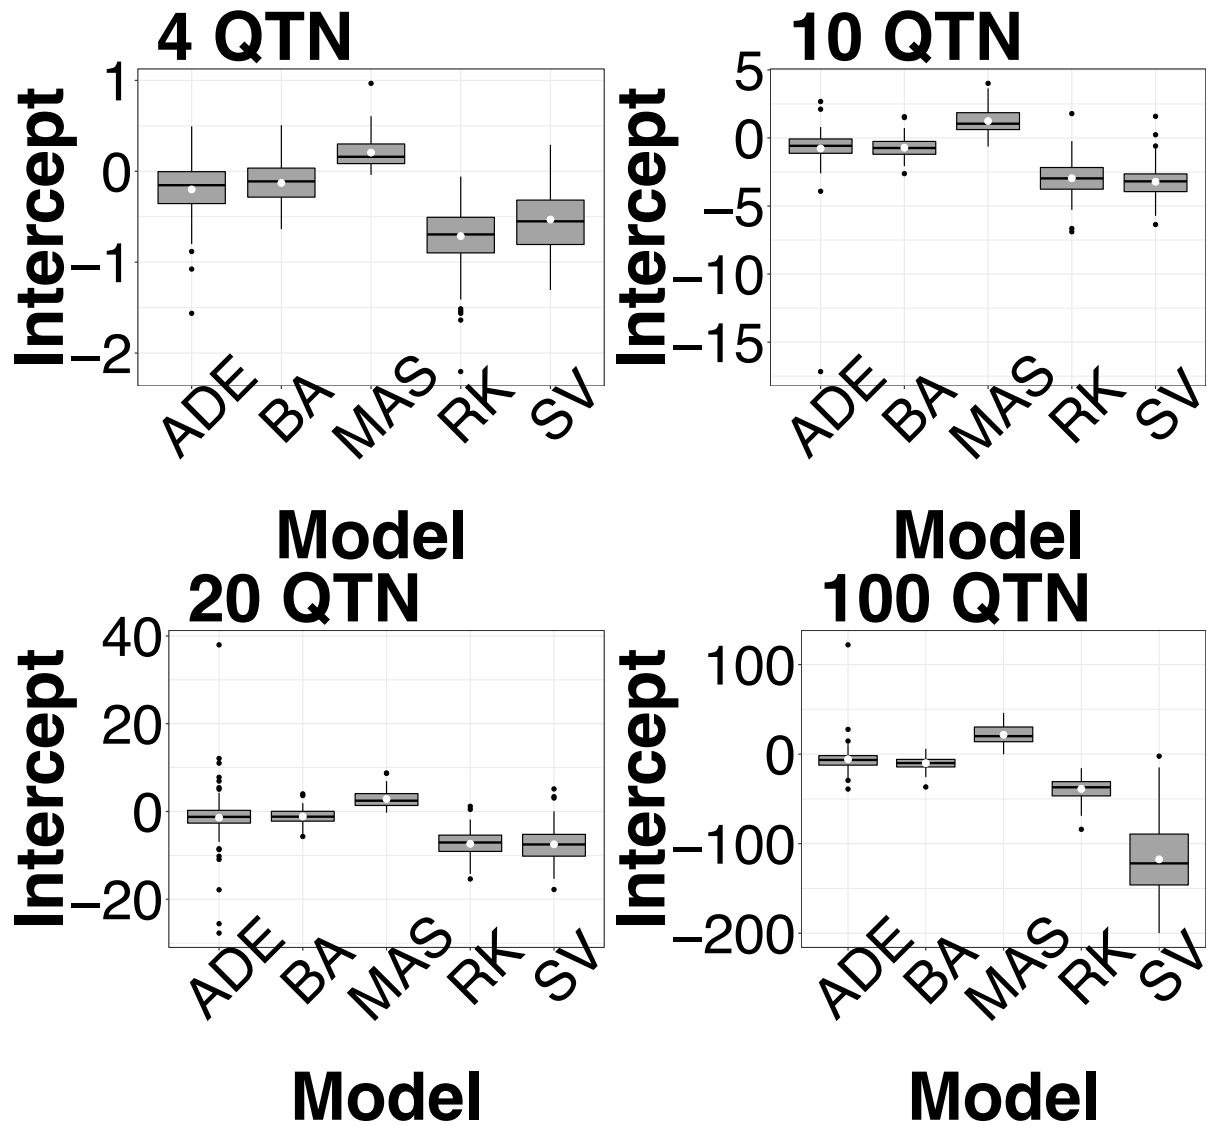 4 QTN
Intercept
1
0
−1
−2
ADE
BA
MAS
RK
SV
Model
10 QTN
Intercept
5
0
−5
−10
−15
ADE
BA
MAS
RK
SV
Model
20 QTN
Intercept
40
20
0
−20
ADE
BA
MAS
RK
SV
Model
100 QTN
Intercept
100
0
−100
−200
ADE
BA
MAS
RK
SV
Model